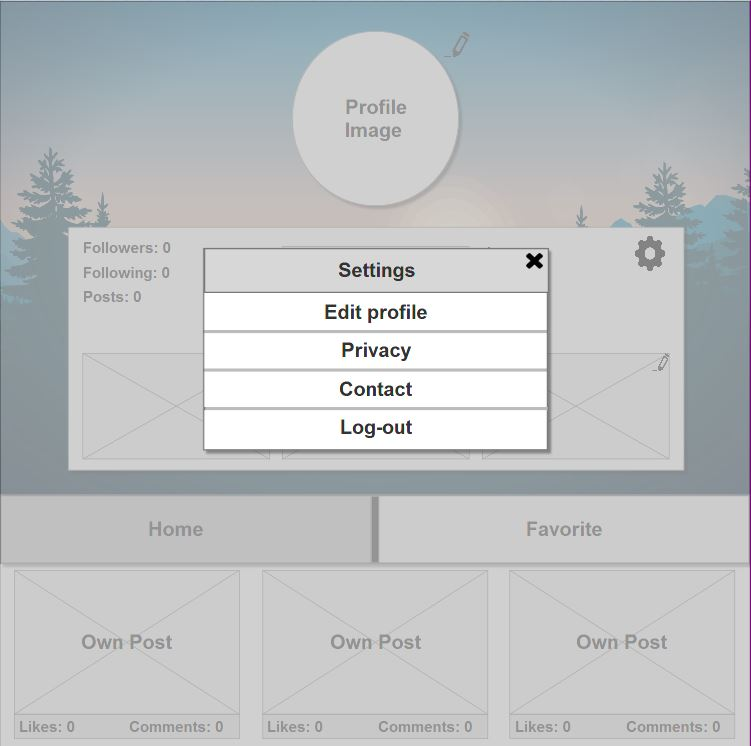 Profile
Image
Followers: 0
Following: 0
Posts: 0
Settings
Edit profile
Privacy
Contact
Log-out
Home
Favorite
Own Post
Own Post
Own Post
Likes: 0
Comments: 0
Likes: 0
Comments: 0
Likes: 0
Comments: 0